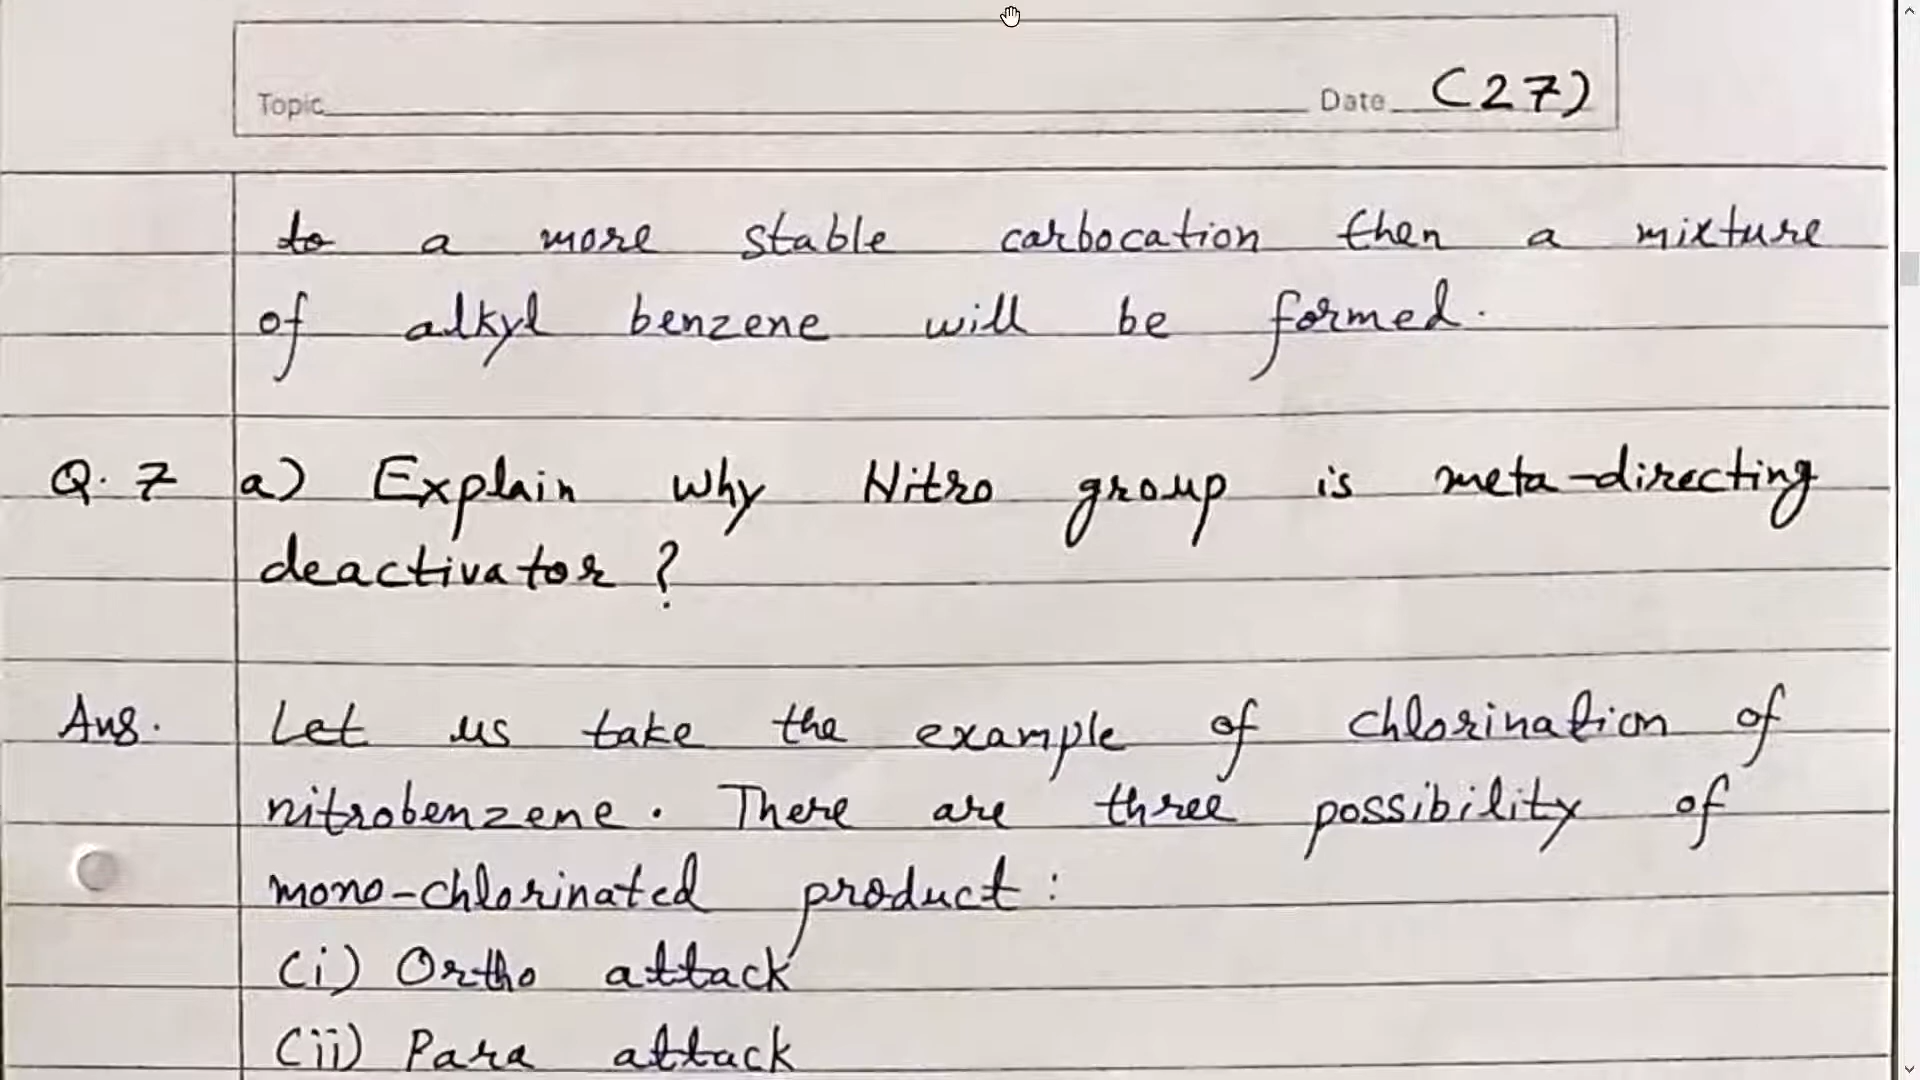 Topic Date (27)
to a more stable carbocation then a mixture
of alkyl benzene will be formed.
Q. 7 a) Explain why Nitro group is meta-directing
deactivator ?
Ans. Let us take the example of chlorination of
nitrobenzene. There are three possibility of
mono-chlorinated product :
(i) Ortho attack
(ii) Para attack